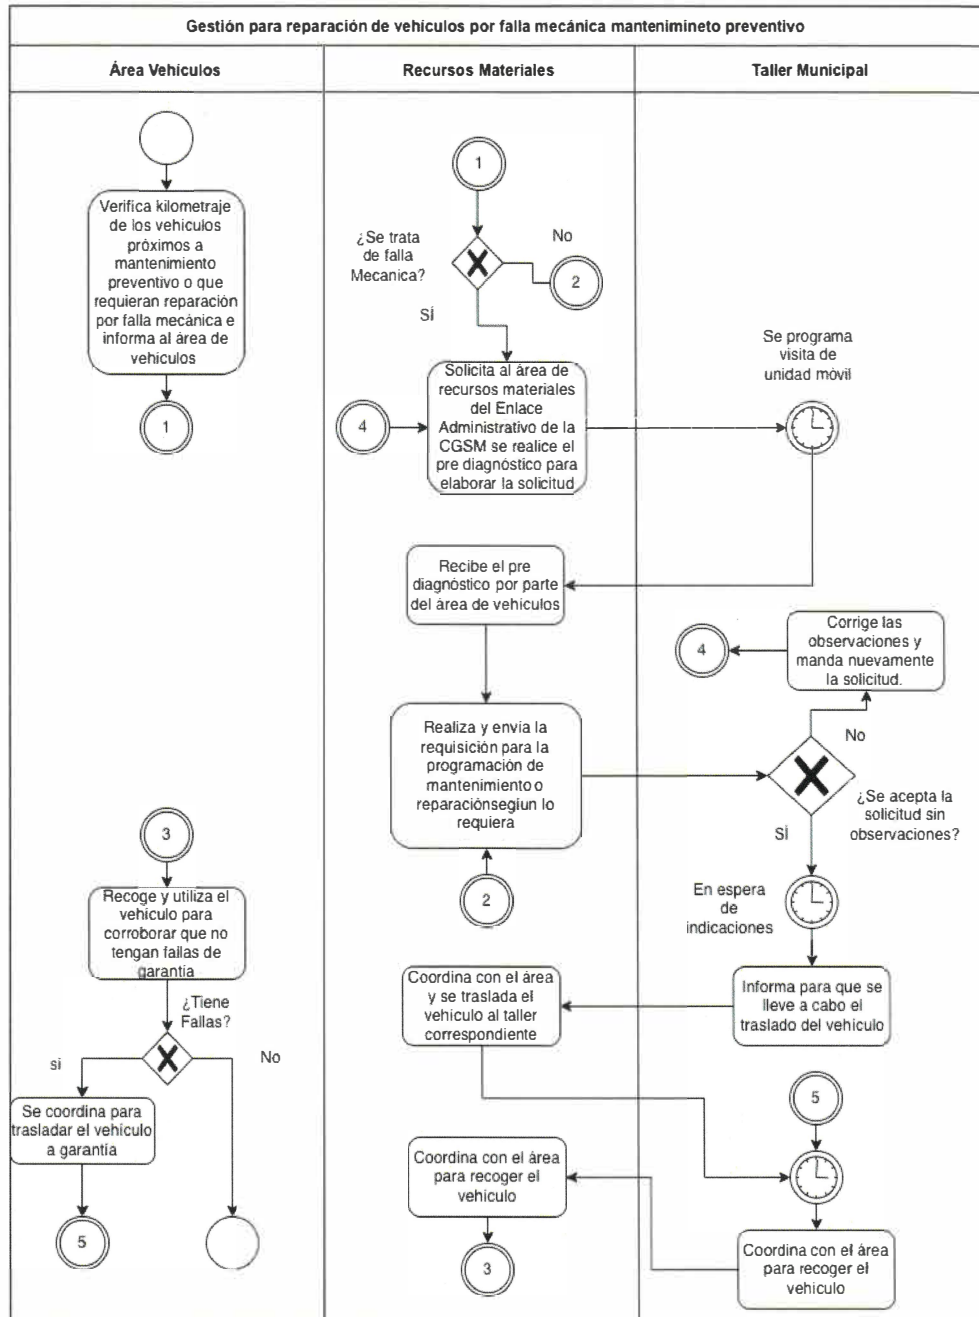 Gestión para reparación de vehículos por falla mecánica mantenimineto preventivo
Área Vehículos
Recursos Materiales
Taller Municipal
Verifica kilometraje
de los vehículos
próximos a
mantenimiento
preventivo o que
requieran reparación
por falla mecánica e
informa al área de
vehículos
1
1
¿Se trata
de falla
Mecanica?
No
2
SÍ
Solicita al área de
recursos materiales
del Enlace
Administrativo de la
CGSM se realice el
pre diagnóstico para
elaborar la solicitud
4
Se programa
visita de
unidad móvil
Recibe el pre
diagnóstico por parte
del área de vehículos
Corrige las
observaciones y
manda nuevamente
la solicitud.
4
Realiza y envía la
requisición para la
programación de
mantenimiento o
reparaciónsegíun lo
requiera
2
No
¿Se acepta la
solicitud sin
observaciones?
SÍ
En espera
de
indicaciones
Informa para que se
lleve a cabo el
traslado del vehículo
Coordina con el área
y se traslada el
vehículo al taller
correspondiente
3
Recoge y utiliza el
vehículo para
corroborar que no
tengan fallas de
garantía
¿Tiene
Fallas?
si
No
Se coordina para
trasladar el vehículo
a garantía
5
5
Coordina con el área
para recoger el
vehículo
3
Coordina con el área
para recoger el
vehículo